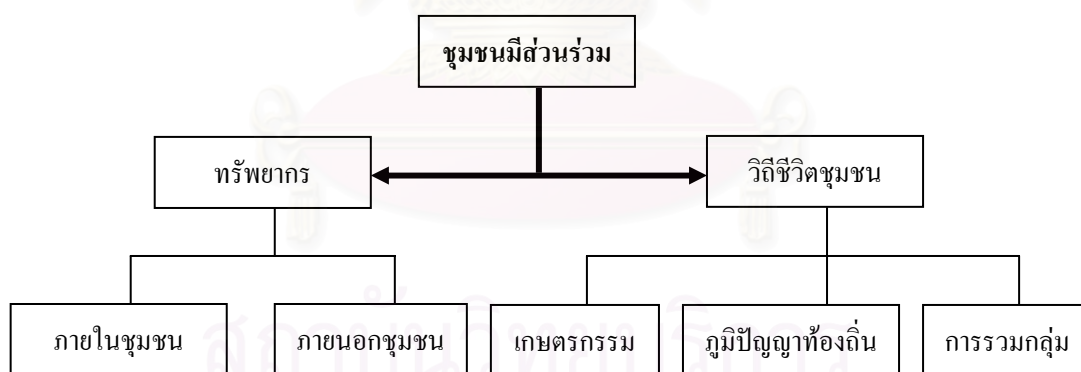 ชุมชนมีส่วนร่วม
ทรัพยากร
วิถีชีวิตชุมชน
ภายในชุมชน
ภายนอกชุมชน
เกษตรกรรม
ภูมิปัญญาท้องถิ่น
การรวมกลุ่ม